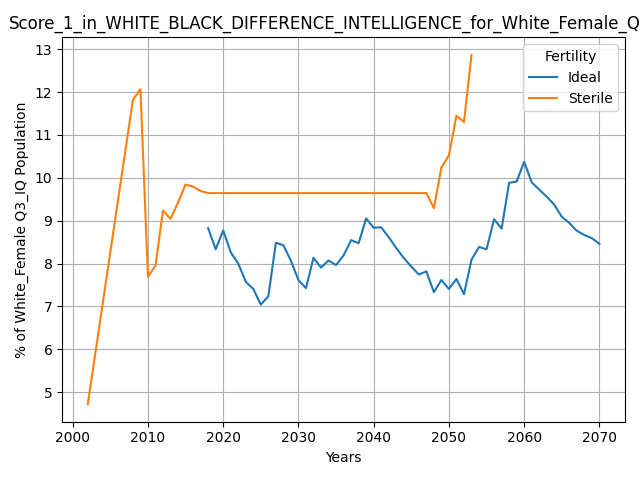 Score_1_in_WHITE_BLACK_DIFFERENCE_INTELLIGENCE_for_White_Female_Q
13
12
11
10
9
8
7
6
5
% of White_Female Q3_IQ Population
Fertility
Ideal
Sterile
2000 2010 2020 2030 2040 2050 2060 2070
Years